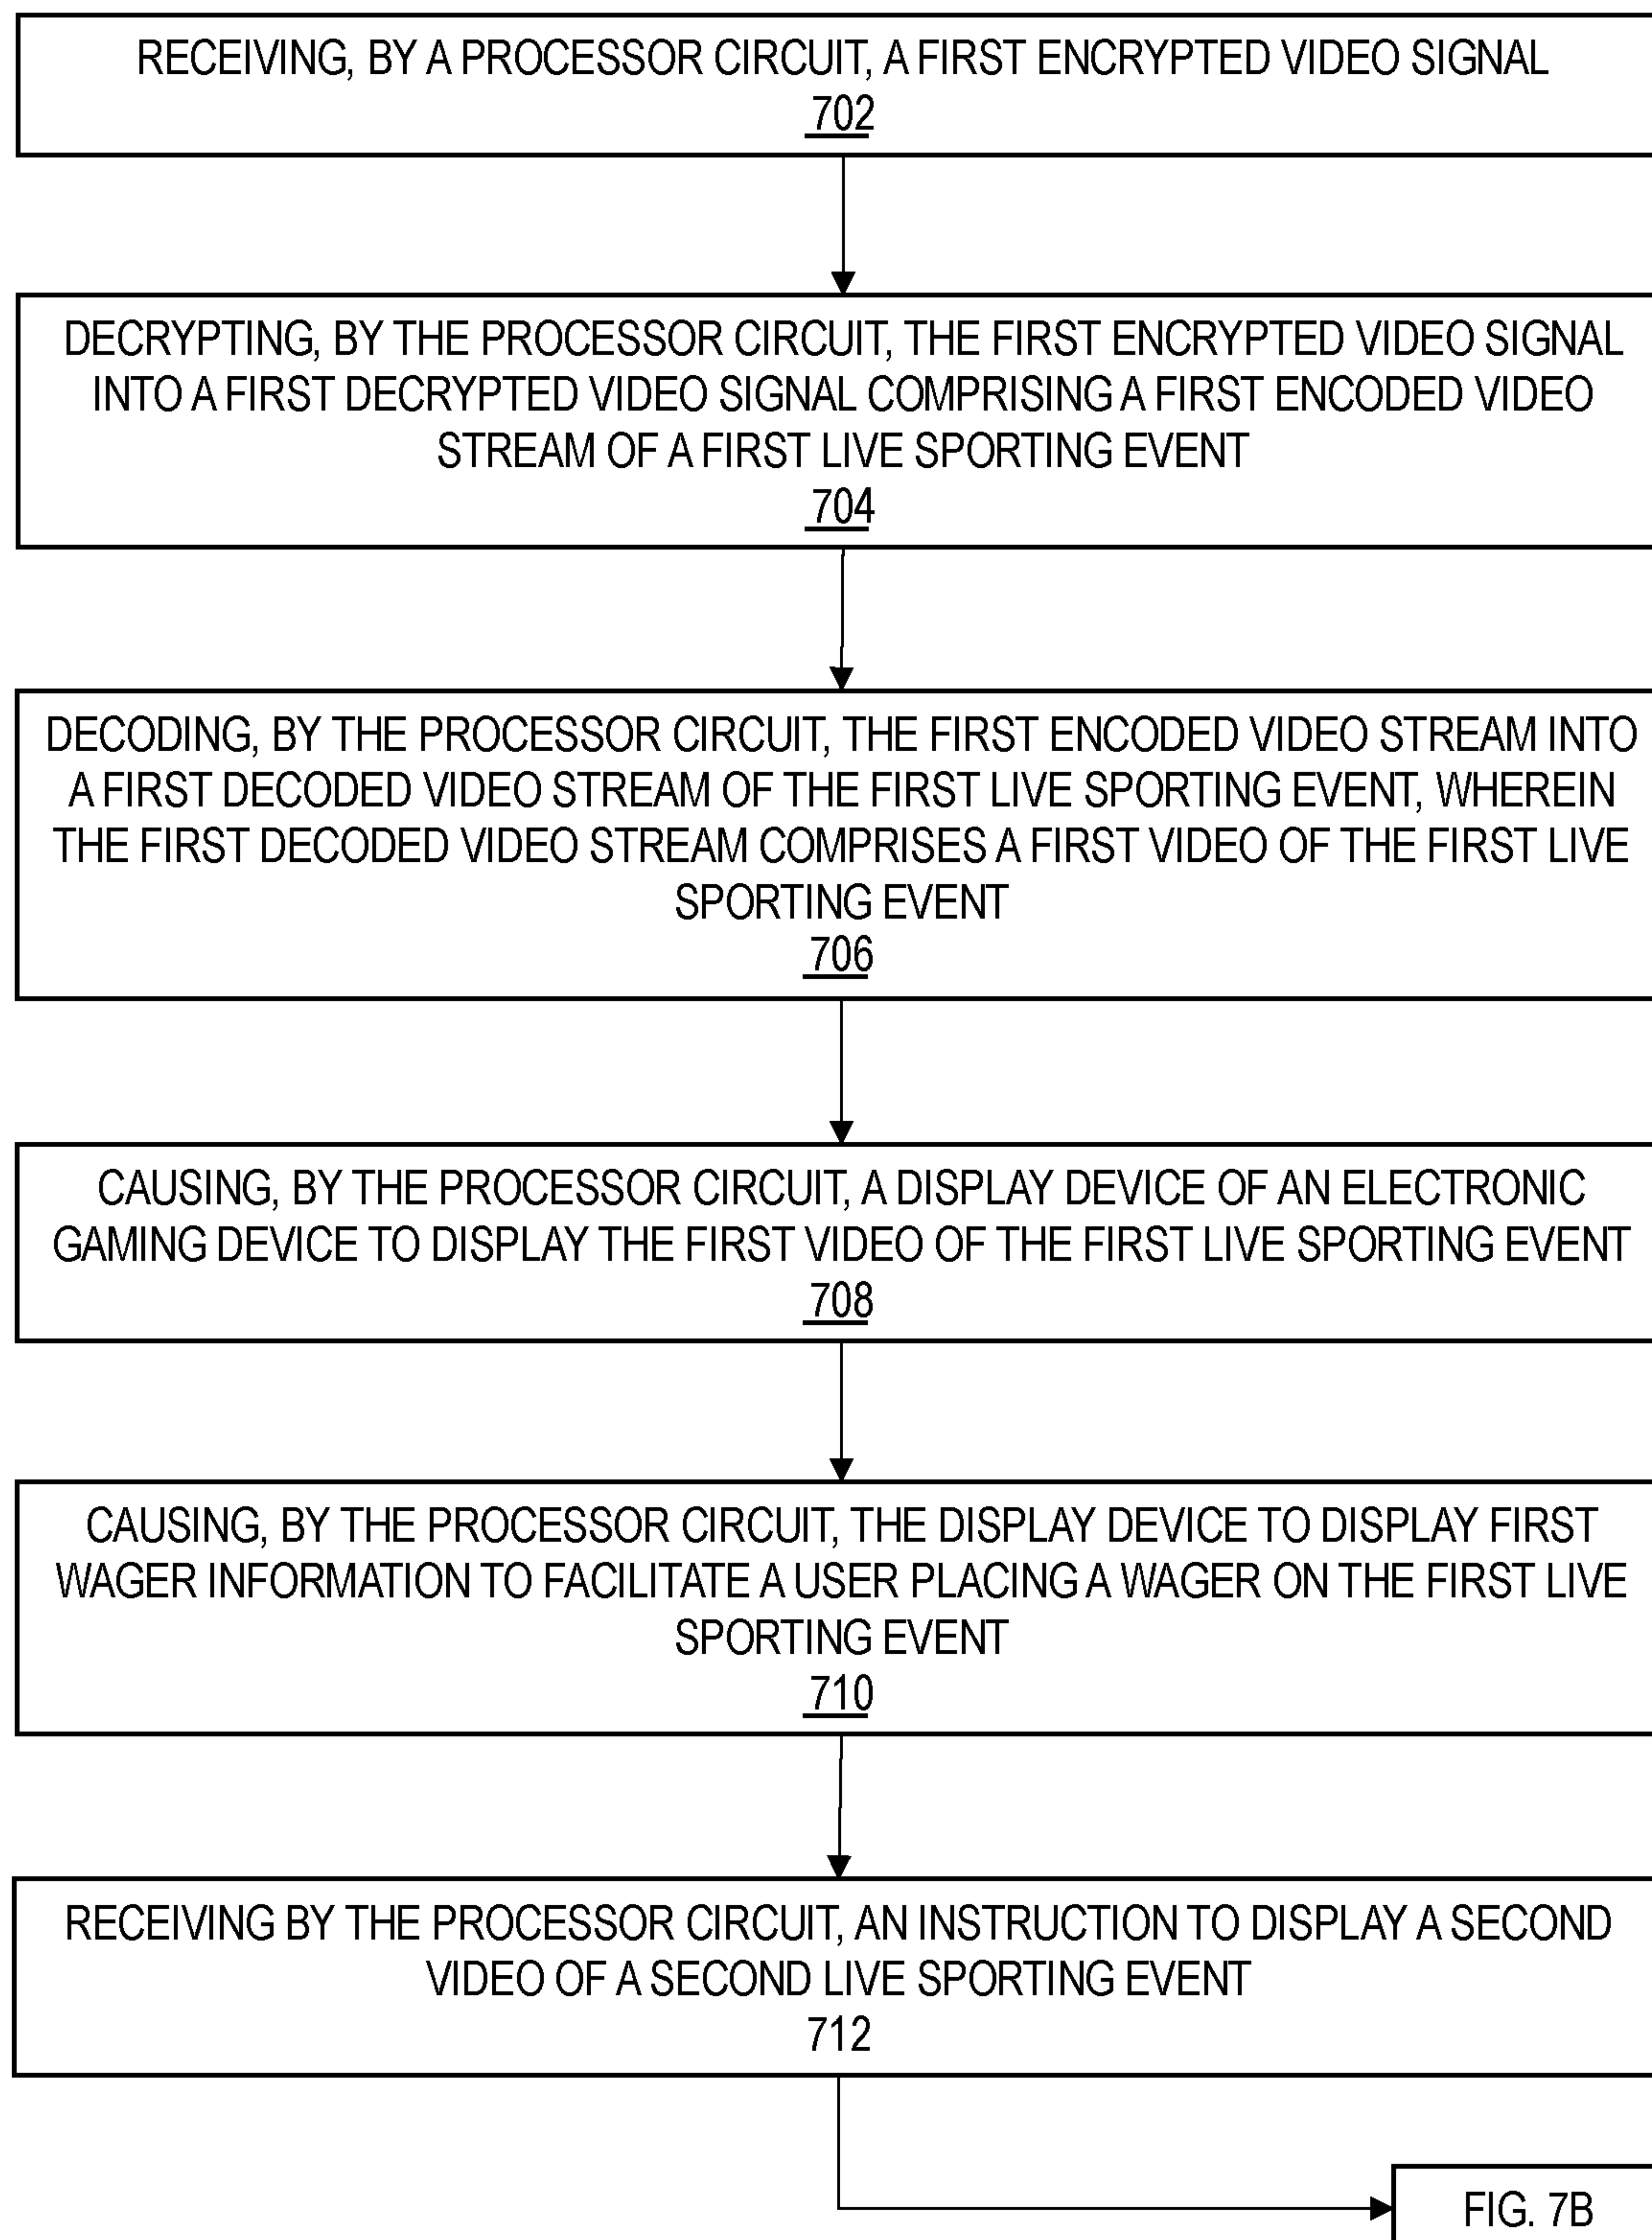 RECEIVING, BY A PROCESSOR CIRCUIT, A FIRST ENCRYPTED VIDEO SIGNAL
702
DECRYPTING, BY THE PROCESSOR CIRCUIT, THE FIRST ENCRYPTED VIDEO SIGNAL
INTO A FIRST DECRYPTED VIDEO SIGNAL COMPRISING A FIRST ENCODED VIDEO
STREAM OF A FIRST LIVE SPORTING EVENT
704
DECODING, BY THE PROCESSOR CIRCUIT, THE FIRST ENCODED VIDEO STREAM INTO
A FIRST DECODED VIDEO STREAM OF THE FIRST LIVE SPORTING EVENT, WHEREIN
THE FIRST DECODED VIDEO STREAM COMPRISES A FIRST VIDEO OF THE FIRST LIVE
SPORTING EVENT
706
CAUSING, BY THE PROCESSOR CIRCUIT, A DISPLAY DEVICE OF AN ELECTRONIC
GAMING DEVICE TO DISPLAY THE FIRST VIDEO OF THE FIRST LIVE SPORTING EVENT
708
CAUSING, BY THE PROCESSOR CIRCUIT, THE DISPLAY DEVICE TO DISPLAY FIRST
WAGER INFORMATION TO FACILITATE A USER PLACING A WAGER ON THE FIRST LIVE
SPORTING EVENT
710
RECEIVING BY THE PROCESSOR CIRCUIT, AN INSTRUCTION TO DISPLAY A SECOND
VIDEO OF A SECOND LIVE SPORTING EVENT
712
FIG. 7B